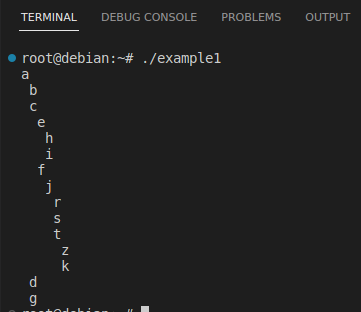 TERMINAL DEBUG CONSOLE PROBLEMS OUTPUT
root@debian:~# ./example1
a
 b
 c
  e
   h
   i
  f
   j
    r
    s
    t
     z
     k
 d
 g
root@debian:~#